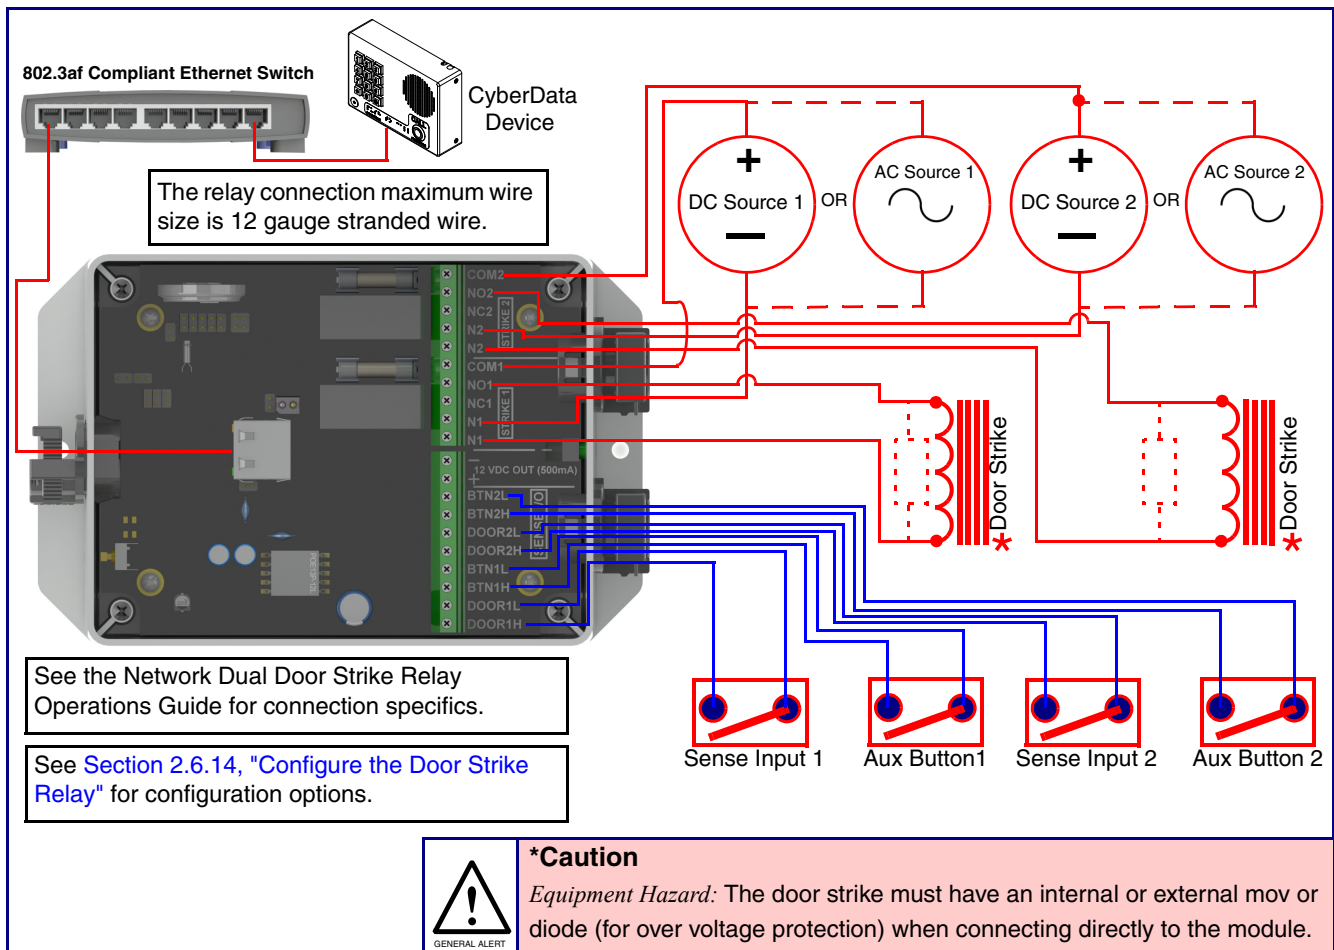 802.3af Compliant Ethernet Switch
CyberData
Device
The relay connection maximum wire
size is 12 gauge stranded wire.
+
DC Source 1
—
OR
AC Source 1
+
DC Source 2
—
OR
AC Source 2
COM2
NO2
NC2
N2
N2
STRIKE 2
COM1
NO1
NC1
N1
N1
STRIKE 1
−
+
12 VDC OUT (500mA)
BTN2L
BTN2H
DOOR2L
DOOR2H
BTN1L
BTN1H
DOOR1L
DOOR1H
SENSE I/O
POE13P-12L
*Door Strike
*Door Strike
Sense Input 1
Aux Button1
Sense Input 2
Aux Button 2
See the Network Dual Door Strike Relay
Operations Guide for connection specifics.
See Section 2.6.14, "Configure the Door Strike
Relay" for configuration options.
GENERAL ALERT
*Caution
Equipment Hazard: The door strike must have an internal or external mov or
diode (for over voltage protection) when connecting directly to the module.